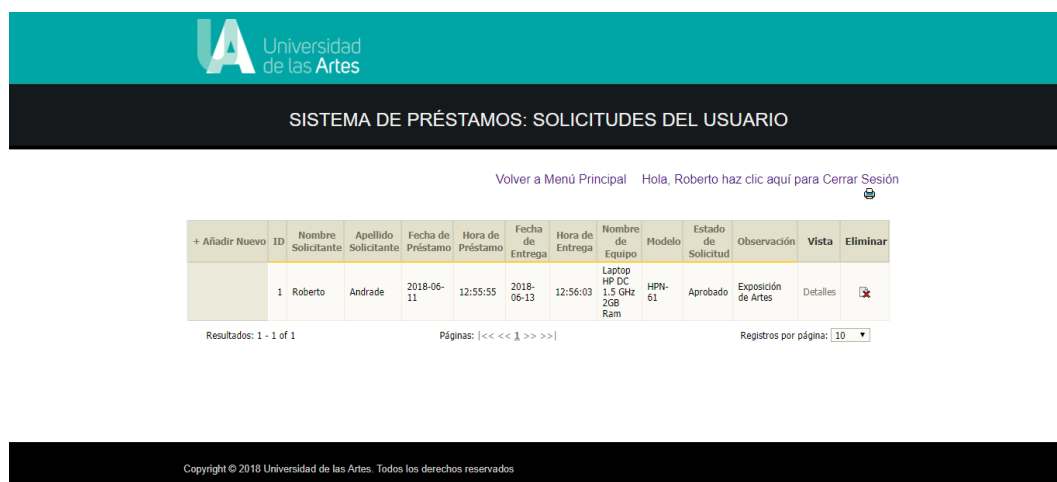 UA
Universidad
de las Artes
SISTEMA DE PRÉSTAMOS: SOLICITUDES DEL USUARIO
Volver a Menú Principal Hola, Roberto haz clic aquí para Cerrar Sesión
+ Añadir Nuevo ID Nombre Solicitante Apellido Solicitante Fecha de Préstamo Hora de Préstamo Fecha de Entrega Hora de Entrega Nombre de Equipo Modelo Estado de Solicitud Observación Vista Eliminar
1 Roberto Andrade 2018-06-11 12:55:55 2018-06-13 12:56:03 Laptop HP DC 1.5 GHz 2GB Ram HPN-61 Aprobado Exposición de Artes Detalles
Resultados: 1 - 1 of 1 Páginas: |<< << 1 >> >>| Registros por página: 10
Copyright © 2018 Universidad de las Artes. Todos los derechos reservados